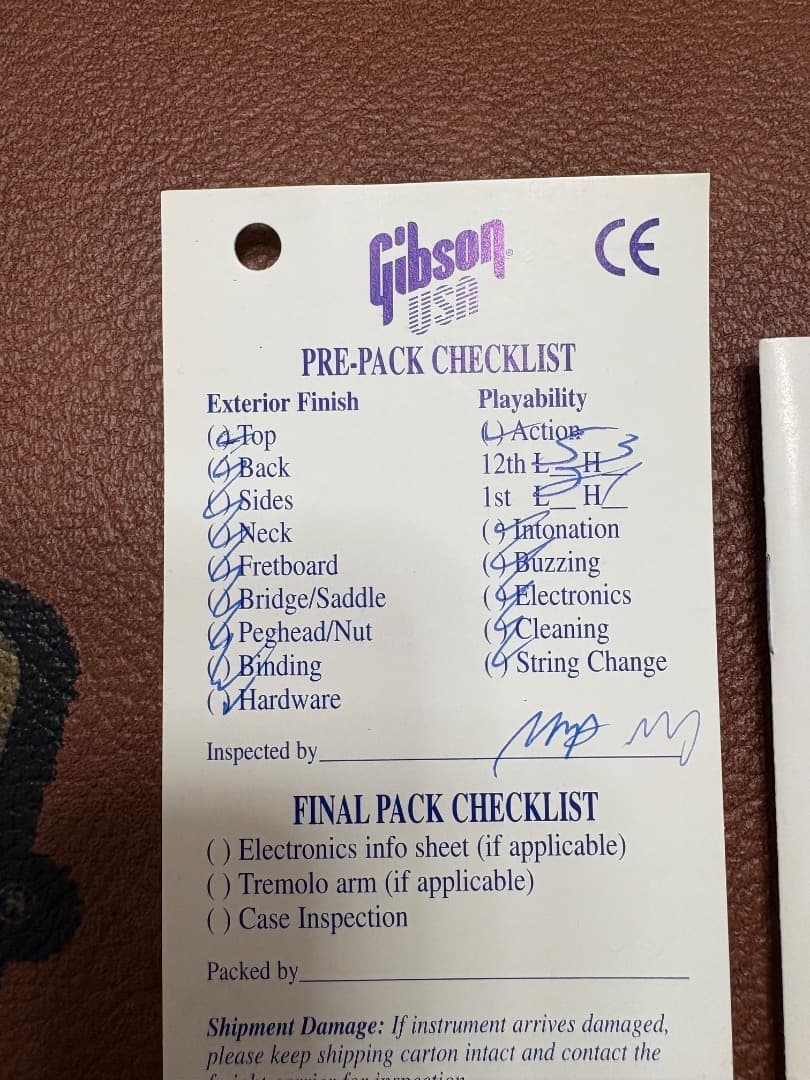 Gibson®
USA
CE
PRE-PACK CHECKLIST
Exterior Finish
( ) Top
( ) Back
( ) Sides
( ) Neck
( ) Fretboard
( ) Bridge/Saddle
( ) Peghead/Nut
( ) Binding
( ) Hardware
Playability
( ) Action
12th L 5 H 3
1st L H
( ) Intonation
( ) Buzzing
( ) Electronics
( ) Cleaning
( ) String Change
Inspected by
FINAL PACK CHECKLIST
( ) Electronics info sheet (if applicable)
( ) Tremolo arm (if applicable)
( ) Case Inspection
Packed by
Shipment Damage: If instrument arrives damaged,
please keep shipping carton intact and contact the